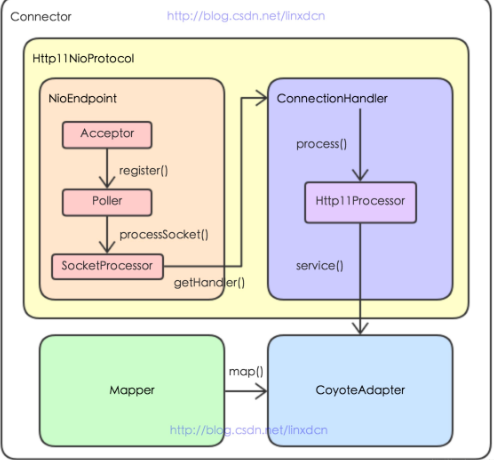 Connector
http://blog.csdn.net/linxdcn
Http11NioProtocol
NioEndpoint
ConnectionHandler
Acceptor
process()
register()
Poller
Http11Processor
processSocket()
SocketProcessor
service()
getHandler()
map()
Mapper
CoyoteAdapter
http://blog.csdn.net/linxdcn